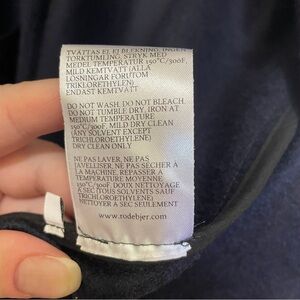 TVÄTTAS EJ, EJ BLEKNING, INGEN
TORKTUMLING, STRYK MED
MEDEL TEMPERATUR 150°C/300F,
MILD KEMTVÄTT (ALLA
LÖSNINGAR FÖRUTOM
TRIKLORETHYLEN)
ENDAST KEMTVÄTT
DO NOT WASH, DO NOT BLEACH,
DO NOT TUMBLE DRY, IRON AT
MEDIUM TEMPERATURE
150°C/300F, MILD DRY CLEAN
(ANY SOLVENT EXCEPT
TRICHLOROETHYLENE)
DRY CLEAN ONLY
NE PAS LAVER, NE PAS
JAVELLISER, NE PAS SÉCHER À
LA MACHINE, REPASSER À
TEMPÉRATURE MOYENNE
150°C/300F, DOUX NETTOYAGE
À SEC (TOUS SOLVANTS SAUF
TRICHLOROÉTHYLÈNE)
NETTOYER À SEC SEULEMENT
www.rodebjer.com